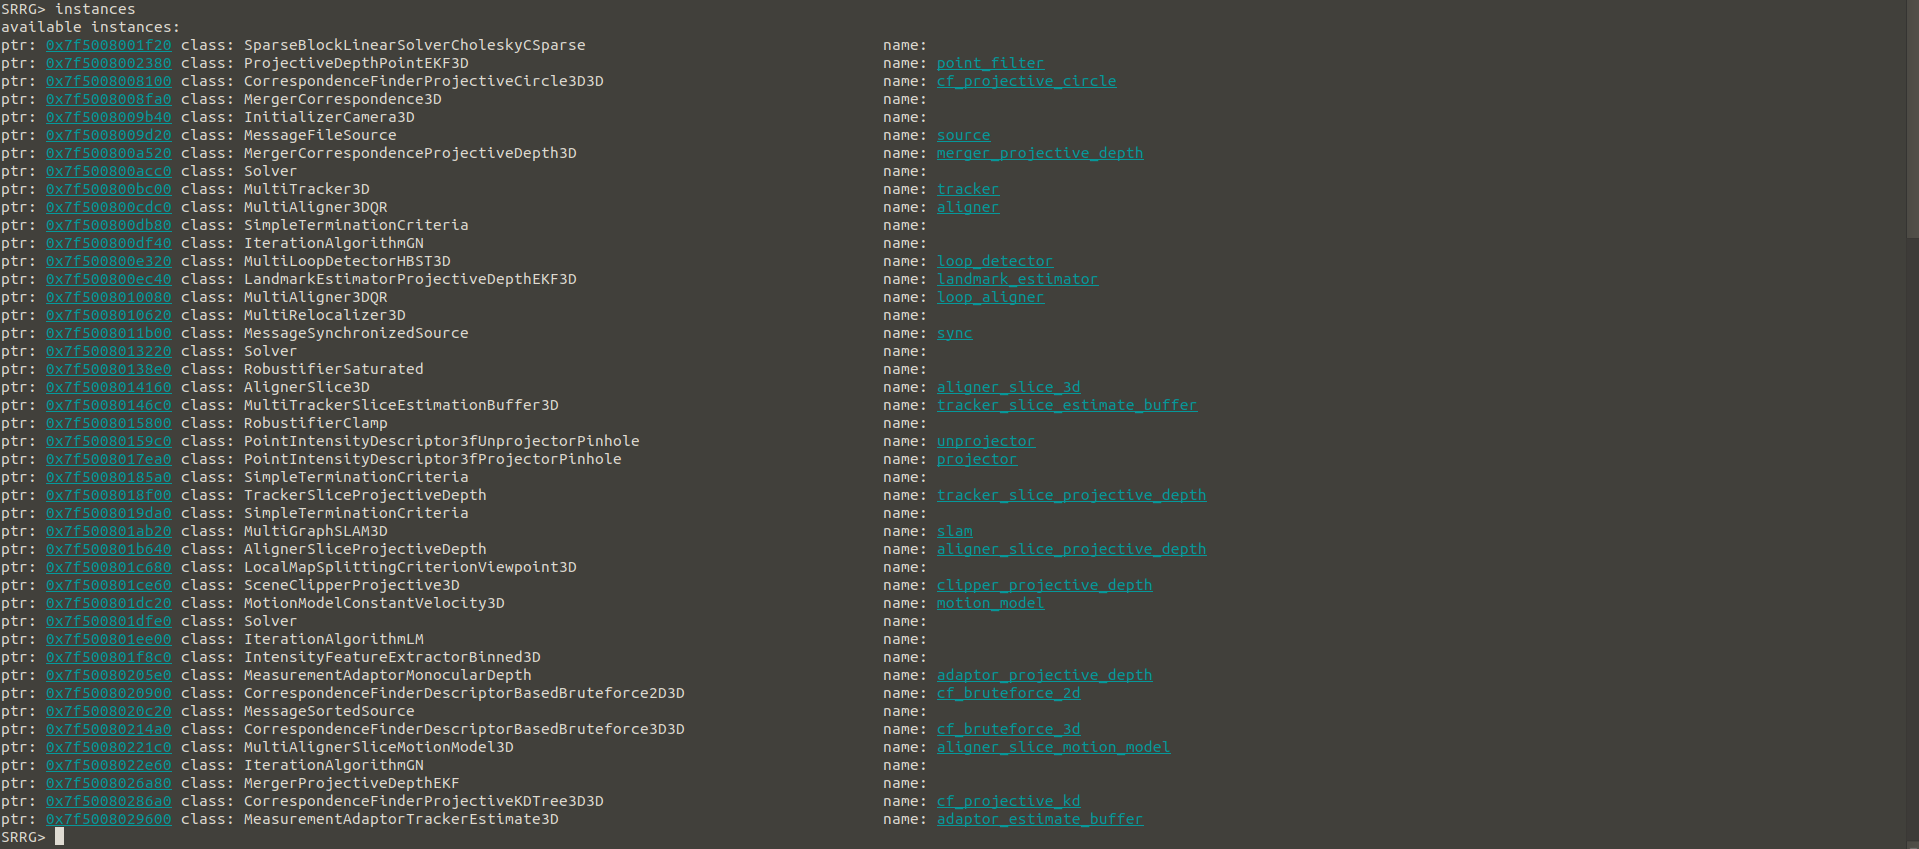 SRRG> instances
available instances:
ptr: 0x7f5008001f20 class: SparseBlockLinearSolverCholeskyCSparse name:
ptr: 0x7f5008002380 class: ProjectiveDepthPointEKF3D name: point_filter
ptr: 0x7f5008008100 class: CorrespondenceFinderProjectiveCircle3D3D name: cf_projective_circle
ptr: 0x7f5008008fa0 class: MergerCorrespondence3D name:
ptr: 0x7f5008009b40 class: InitializerCamera3D name:
ptr: 0x7f5008009d20 class: MessageFileSource name: source
ptr: 0x7f500800a520 class: MergerCorrespondenceProjectiveDepth3D name: merger_projective_depth
ptr: 0x7f500800acc0 class: Solver name:
ptr: 0x7f500800bc00 class: MultiTracker3D name: tracker
ptr: 0x7f500800cdc0 class: MultiAligner3DQR name: aligner
ptr: 0x7f500800db80 class: SimpleTerminationCriteria name:
ptr: 0x7f500800df40 class: IterationAlgorithmGN name:
ptr: 0x7f500800e320 class: MultiLoopDetectorHBST3D name: loop_detector
ptr: 0x7f500800ec40 class: LandmarkEstimatorProjectiveDepthEKF3D name: landmark_estimator
ptr: 0x7f5008010080 class: MultiAligner3DQR name: loop_aligner
ptr: 0x7f5008010620 class: MultiRelocalizer3D name:
ptr: 0x7f5008011b00 class: MessageSynchronizedSource name: sync
ptr: 0x7f5008013220 class: Solver name:
ptr: 0x7f50080138e0 class: RobustifierSaturated name:
ptr: 0x7f5008014160 class: AlignerSlice3D name: aligner_slice_3d
ptr: 0x7f50080146c0 class: MultiTrackerSliceEstimationBuffer3D name: tracker_slice_estimate_buffer
ptr: 0x7f5008015800 class: RobustifierClamp name:
ptr: 0x7f50080159c0 class: PointIntensityDescriptor3fUnprojectorPinhole name: unprojector
ptr: 0x7f5008017ea0 class: PointIntensityDescriptor3fProjectorPinhole name: projector
ptr: 0x7f50080185a0 class: SimpleTerminationCriteria name:
ptr: 0x7f5008018f00 class: TrackerSliceProjectiveDepth name: tracker_slice_projective_depth
ptr: 0x7f5008019da0 class: SimpleTerminationCriteria name:
ptr: 0x7f500801ab20 class: MultiGraphSLAM3D name: slam
ptr: 0x7f500801b640 class: AlignerSliceProjectiveDepth name: aligner_slice_projective_depth
ptr: 0x7f500801c680 class: LocalMapSplittingCriterionViewpoint3D name:
ptr: 0x7f500801ce60 class: SceneClipperProjective3D name: clipper_projective_depth
ptr: 0x7f500801dc20 class: MotionModelConstantVelocity3D name: motion_model
ptr: 0x7f500801dfe0 class: Solver name:
ptr: 0x7f500801ee00 class: IterationAlgorithmLM name:
ptr: 0x7f500801f8c0 class: IntensityFeatureExtractorBinned3D name:
ptr: 0x7f50080205e0 class: MeasurementAdaptorMonocularDepth name: adaptor_projective_depth
ptr: 0x7f5008020900 class: CorrespondenceFinderDescriptorBasedBruteforce2D3D name: cf_bruteforce_2d
ptr: 0x7f5008020c20 class: MessageSortedSource name:
ptr: 0x7f50080214a0 class: CorrespondenceFinderDescriptorBasedBruteforce3D3D name: cf_bruteforce_3d
ptr: 0x7f50080221c0 class: MultiAlignerSliceMotionModel3D name: aligner_slice_motion_model
ptr: 0x7f5008022e60 class: IterationAlgorithmGN name:
ptr: 0x7f5008026a80 class: MergerProjectiveDepthEKF name:
ptr: 0x7f50080286a0 class: CorrespondenceFinderProjectiveKDTree3D3D name: cf_projective_kd
ptr: 0x7f5008029600 class: MeasurementAdaptorTrackerEstimate3D name: adaptor_estimate_buffer
SRRG>